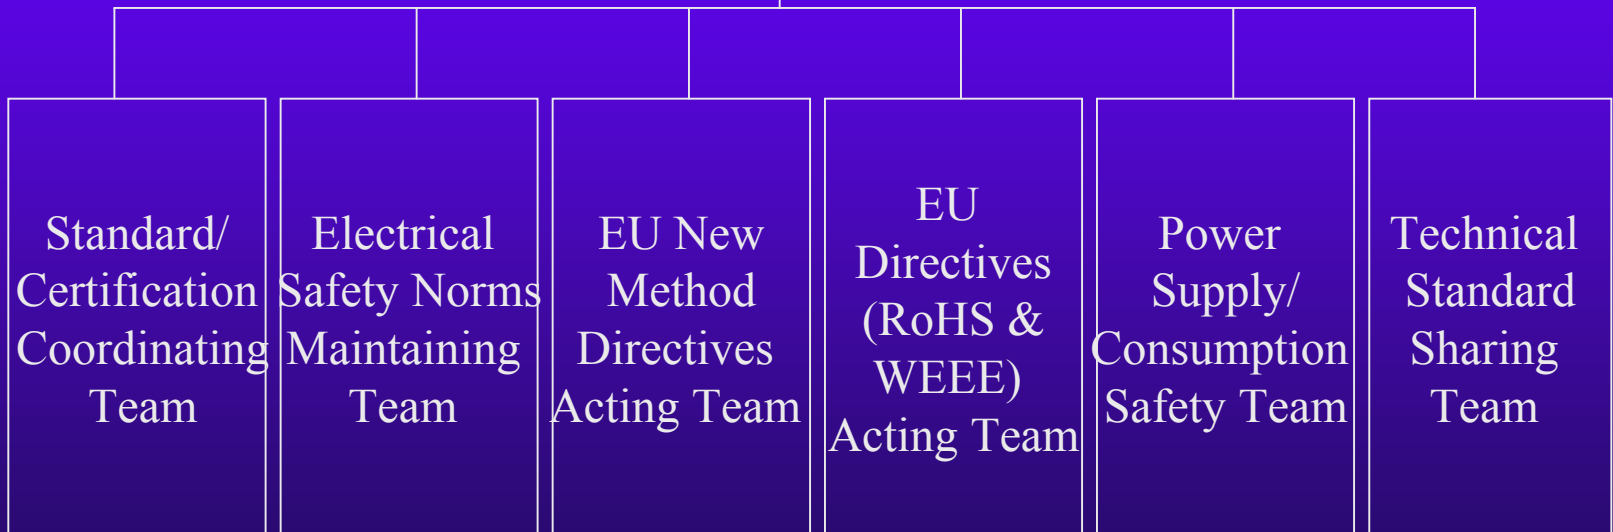 Standard/
Certification
Coordinating
Team
Electrical
Safety Norms
Maintaining
Team
EU New
Method
Directives
Acting Team
EU
Directives
(RoHS &
WEEE)
Acting Team
Power
Supply/
Consumption
Safety Team
Technical
Standard
Sharing
Team